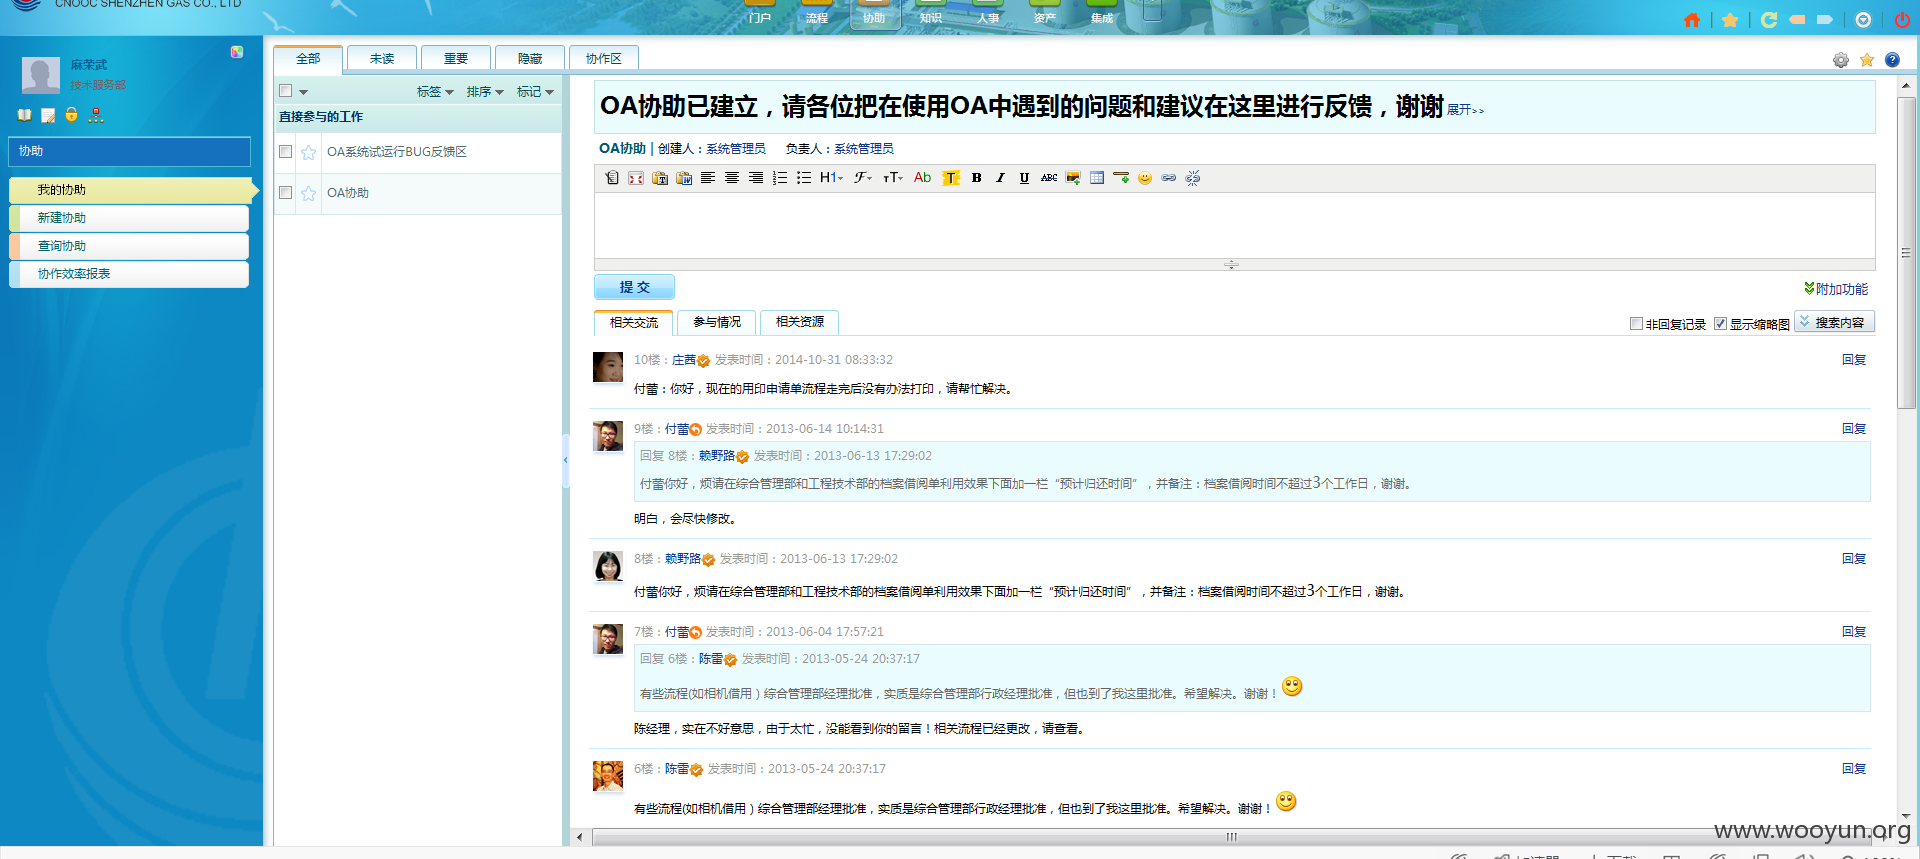 CNOOC SHENZHEN GAS CO., LTD
门户 流程 协助 知识 人事 资产 集成
麻荣武
技术服务部
协助
我的协助
新建协助
查询协助
协作效率报表
全部 未读 重要 隐藏 协作区
标签 排序 标记
直接参与的工作
OA系统试运行BUG反馈区
OA协助
OA协助已建立，请各位把在使用OA中遇到的问题和建议在这里进行反馈，谢谢 展开>>
OA协助 | 创建人：系统管理员 负责人：系统管理员
提 交
附加功能
相关交流 参与情况 相关资源
非回复记录 显示缩略图 搜索内容
10楼：庄茜 发表时间：2014-10-31 08:33:32 回复
付蕾：你好，现在的用印申请单流程走完后没有办法打印，请帮忙解决。
9楼：付蕾 发表时间：2013-06-14 10:14:31 回复
回复 8楼：赖野路 发表时间：2013-06-13 17:29:02
付蕾你好，烦请在综合管理部和工程技术部的档案借阅单利用效果下面加一栏“预计归还时间”，并备注：档案借阅时间不超过3个工作日，谢谢。
明白，会尽快修改。
8楼：赖野路 发表时间：2013-06-13 17:29:02 回复
付蕾你好，烦请在综合管理部和工程技术部的档案借阅单利用效果下面加一栏“预计归还时间”，并备注：档案借阅时间不超过3个工作日，谢谢。
7楼：付蕾 发表时间：2013-06-04 17:57:21 回复
回复 6楼：陈雷 发表时间：2013-05-24 20:37:17
有些流程(如相机借用）综合管理部经理批准，实质是综合管理部行政经理批准，但也到了我这里批准。希望解决。谢谢！
陈经理，实在不好意思，由于太忙，没能看到你的留言！相关流程已经更改，请查看。
6楼：陈雷 发表时间：2013-05-24 20:37:17 回复
有些流程(如相机借用）综合管理部经理批准，实质是综合管理部行政经理批准，但也到了我这里批准。希望解决。谢谢！
www.wooyun.org